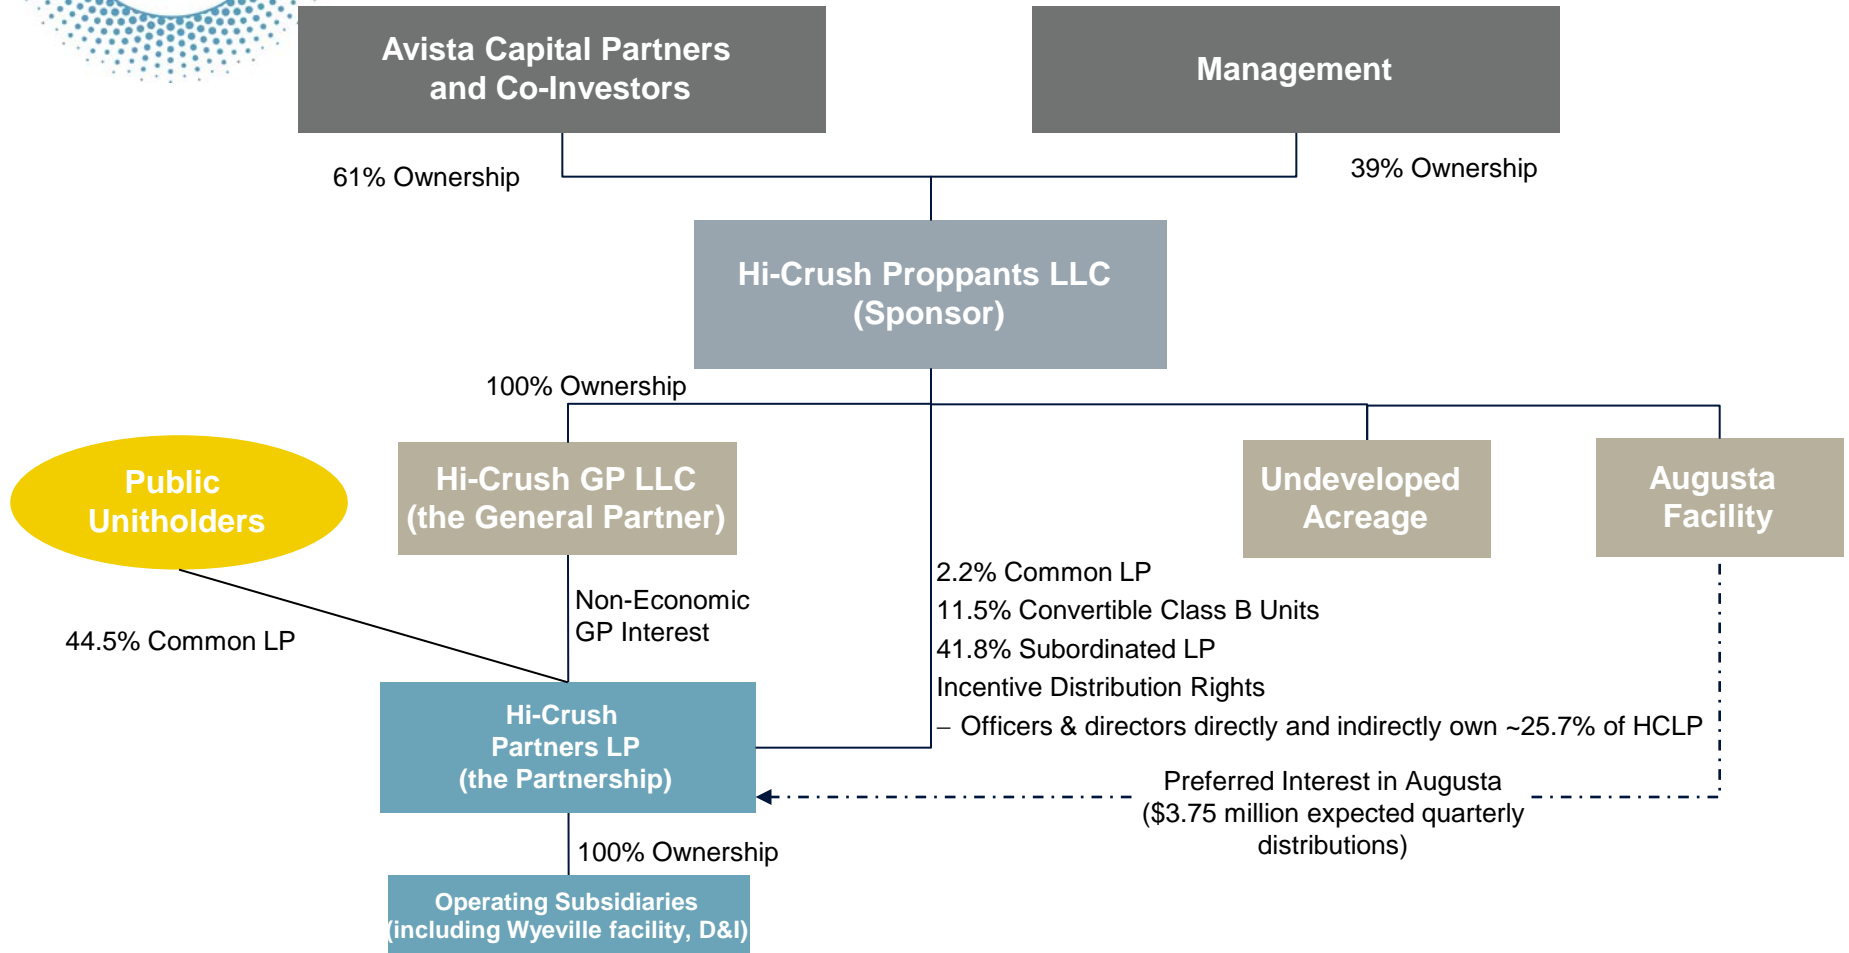 Avista Capital Partners
and Co-Investors
Management
61% Ownership
39% Ownership
Hi-Crush Proppants LLC
(Sponsor)
100% Ownership
Public
Unitholders
Hi-Crush GP LLC
(the General Partner)
Undeveloped
Acreage
Augusta
Facility
44.5% Common LP
Non-Economic
GP Interest
2.2% Common LP
11.5% Convertible Class B Units
41.8% Subordinated LP
Incentive Distribution Rights
– Officers & directors directly and indirectly own ~25.7% of HCLP
Hi-Crush
Partners LP
(the Partnership)
Preferred Interest in Augusta
($3.75 million expected quarterly
distributions)
100% Ownership
Operating Subsidiaries
(including Wyeville facility, D&I)